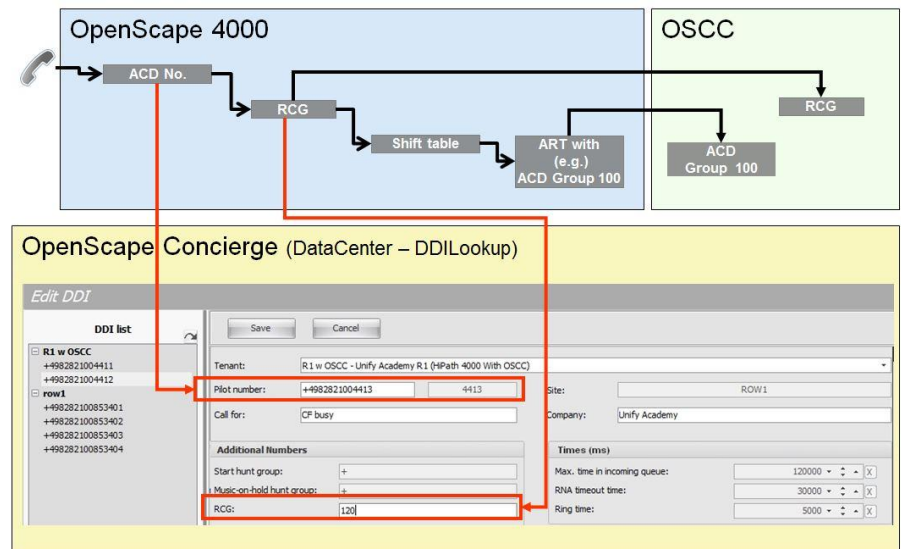 OpenScape 4000
OSCC
ACD No.
RCG
RCG
Shift table
ART with
(e.g.)
ACD Group 100
ACD
Group 100
OpenScape Concierge (DataCenter – DDILookup)
Edit DDI
DDI list
Save
Cancel
R1 w OSCC
+4982821004411
+4982821004412
row1
+498282100853401
+498282100853402
+498282100853403
+498282100853404
Tenant:
R1 w OSCC - Unify Academy R1 (HPath 4000 With OSCC)
Pilot number:
+4982821004413
4413
Site:
ROW1
Call for:
CF busy
Company:
Unify Academy
Additional Numbers
Times (ms)
Start hunt group:
+
Max. time in incoming queue:
120000
X
Music-on-hold hunt group:
+
RNA timeout time:
30000
X
RCG:
120
Ring time:
5000
X